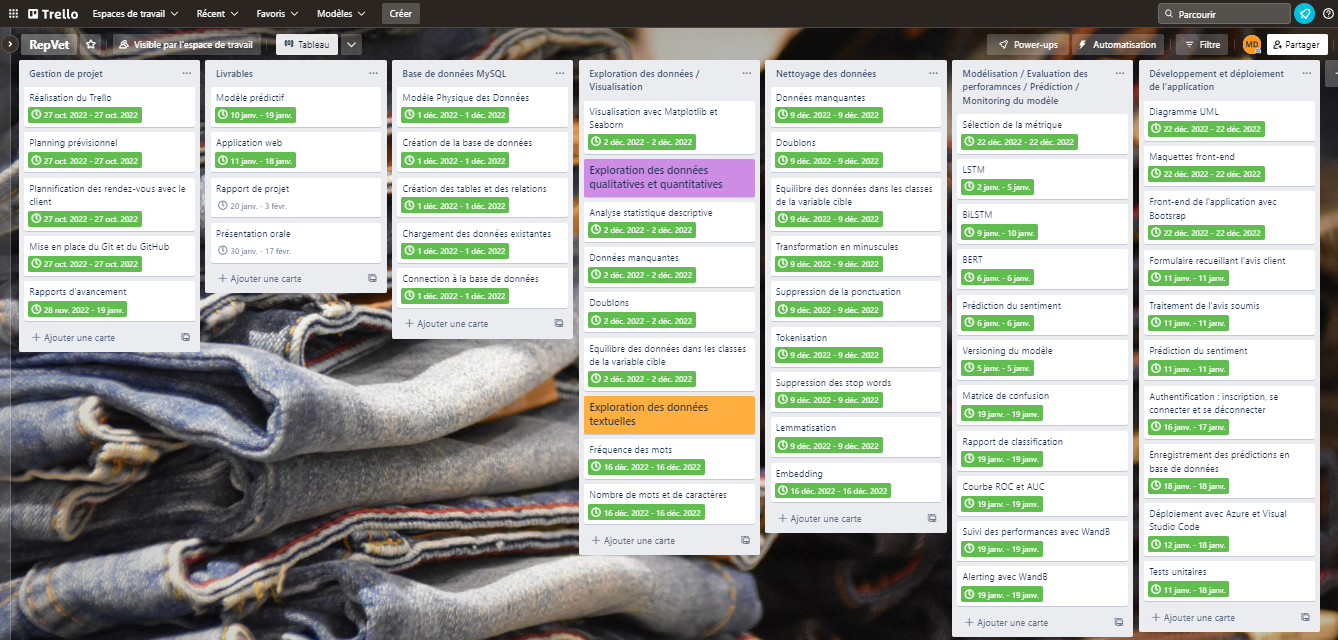 Trello
Espaces de travail
Récent
Favoris
Modèles
Créer
Parcourir
RepVet
Visible par l'espace de travail
Tableau
Power-ups
Automatisation
Filtre
MD
Partager
Gestion de projet
Réalisation du Trello
27 oct. 2022 - 27 oct. 2022
Planning prévisionnel
27 oct. 2022 - 27 oct. 2022
Plannification des rendez-vous avec le
client
27 oct. 2022 - 27 oct. 2022
Mise en place du Git et du GitHub
27 oct. 2022 - 27 oct. 2022
Rapports d'avancement
28 nov. 2022 - 19 janv.
+ Ajouter une carte
Livrables
Modèle prédictif
10 janv. - 19 janv.
Application web
11 janv. - 18 janv.
Rapport de projet
20 janv. - 3 févr.
Présentation orale
30 janv. - 17 févr.
+ Ajouter une carte
Base de données MySQL
Modèle Physique des Données
1 déc. 2022 - 1 déc. 2022
Création de la base de données
1 déc. 2022 - 1 déc. 2022
Création des tables et des relations
1 déc. 2022 - 1 déc. 2022
Chargement des données existantes
1 déc. 2022 - 1 déc. 2022
Connection à la base de données
1 déc. 2022 - 1 déc. 2022
+ Ajouter une carte
Exploration des données /
Visualisation
Visualisation avec Matplotlib et
Seaborn
2 déc. 2022 - 2 déc. 2022
Exploration des données
qualitatives et quantitatives
Analyse statistique descriptive
2 déc. 2022 - 2 déc. 2022
Données manquantes
2 déc. 2022 - 2 déc. 2022
Doublons
2 déc. 2022 - 2 déc. 2022
Equilibre des données dans les classes
de la variable cible
2 déc. 2022 - 2 déc. 2022
Exploration des données
textuelles
Fréquence des mots
16 déc. 2022 - 16 déc. 2022
Nombre de mots et de caractères
16 déc. 2022 - 16 déc. 2022
+ Ajouter une carte
Nettoyage des données
Données manquantes
9 déc. 2022 - 9 déc. 2022
Doublons
9 déc. 2022 - 9 déc. 2022
Equilibre des données dans les classes
de la variable cible
9 déc. 2022 - 9 déc. 2022
Transformation en minuscules
9 déc. 2022 - 9 déc. 2022
Suppression de la ponctuation
9 déc. 2022 - 9 déc. 2022
Tokenisation
9 déc. 2022 - 9 déc. 2022
Suppression des stop words
9 déc. 2022 - 9 déc. 2022
Lemmatisation
9 déc. 2022 - 9 déc. 2022
Embedding
16 déc. 2022 - 16 déc. 2022
+ Ajouter une carte
Modélisation / Evaluation des
perforamnces / Prédiction /
Monitoring du modèle
Sélection de la métrique
22 déc. 2022 - 22 déc. 2022
LSTM
2 janv. - 5 janv.
BiLSTM
9 janv. - 10 janv.
BERT
6 janv. - 6 janv.
Prédiction du sentiment
6 janv. - 6 janv.
Versioning du modèle
5 janv. - 5 janv.
Matrice de confusion
19 janv. - 19 janv.
Rapport de classification
19 janv. - 19 janv.
Courbe ROC et AUC
19 janv. - 19 janv.
Suivi des performances avec WandB
19 janv. - 19 janv.
Alerting avec WandB
19 janv. - 19 janv.
+ Ajouter une carte
Développement et déploiement
de l'application
Diagramme UML
22 déc. 2022 - 22 déc. 2022
Maquettes front-end
22 déc. 2022 - 22 déc. 2022
Front-end de l'application avec
Bootsrap
22 déc. 2022 - 22 déc. 2022
Formulaire recueillant l'avis client
11 janv. - 11 janv.
Traitement de l'avis soumis
11 janv. - 11 janv.
Prédiction du sentiment
11 janv. - 11 janv.
Authentification : inscription, se
connecter et se déconnecter
16 janv. - 17 janv.
Enregistrement des prédictions en
base de données
18 janv. - 18 janv.
Déploiement avec Azure et Visual
Studio Code
12 janv. - 18 janv.
Tests unitaires
11 janv. - 18 janv.
+ Ajouter une carte